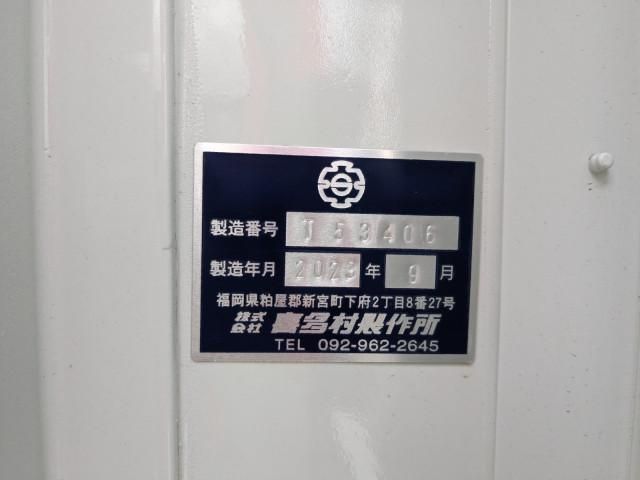 製造番号 J53406
製造年月 2023 年 9 月
福岡県粕屋郡新宮町下府2丁目8番27号
株式会社 喜多村製作所
TEL 092-962-2645